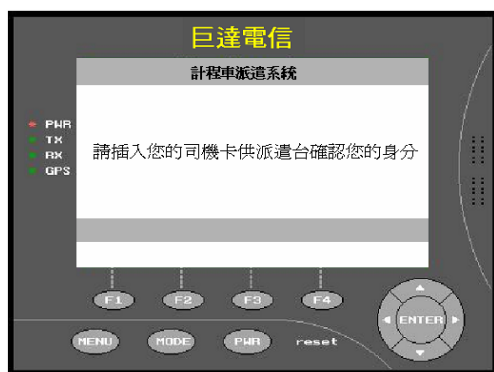 巨達電信
計程車派遣系統
PWR
TX
RX
GPS
請插入您的司機卡供派遣台確認您的身分
F1 F2 F3 F4
ENTER
MENU MODE PWR reset